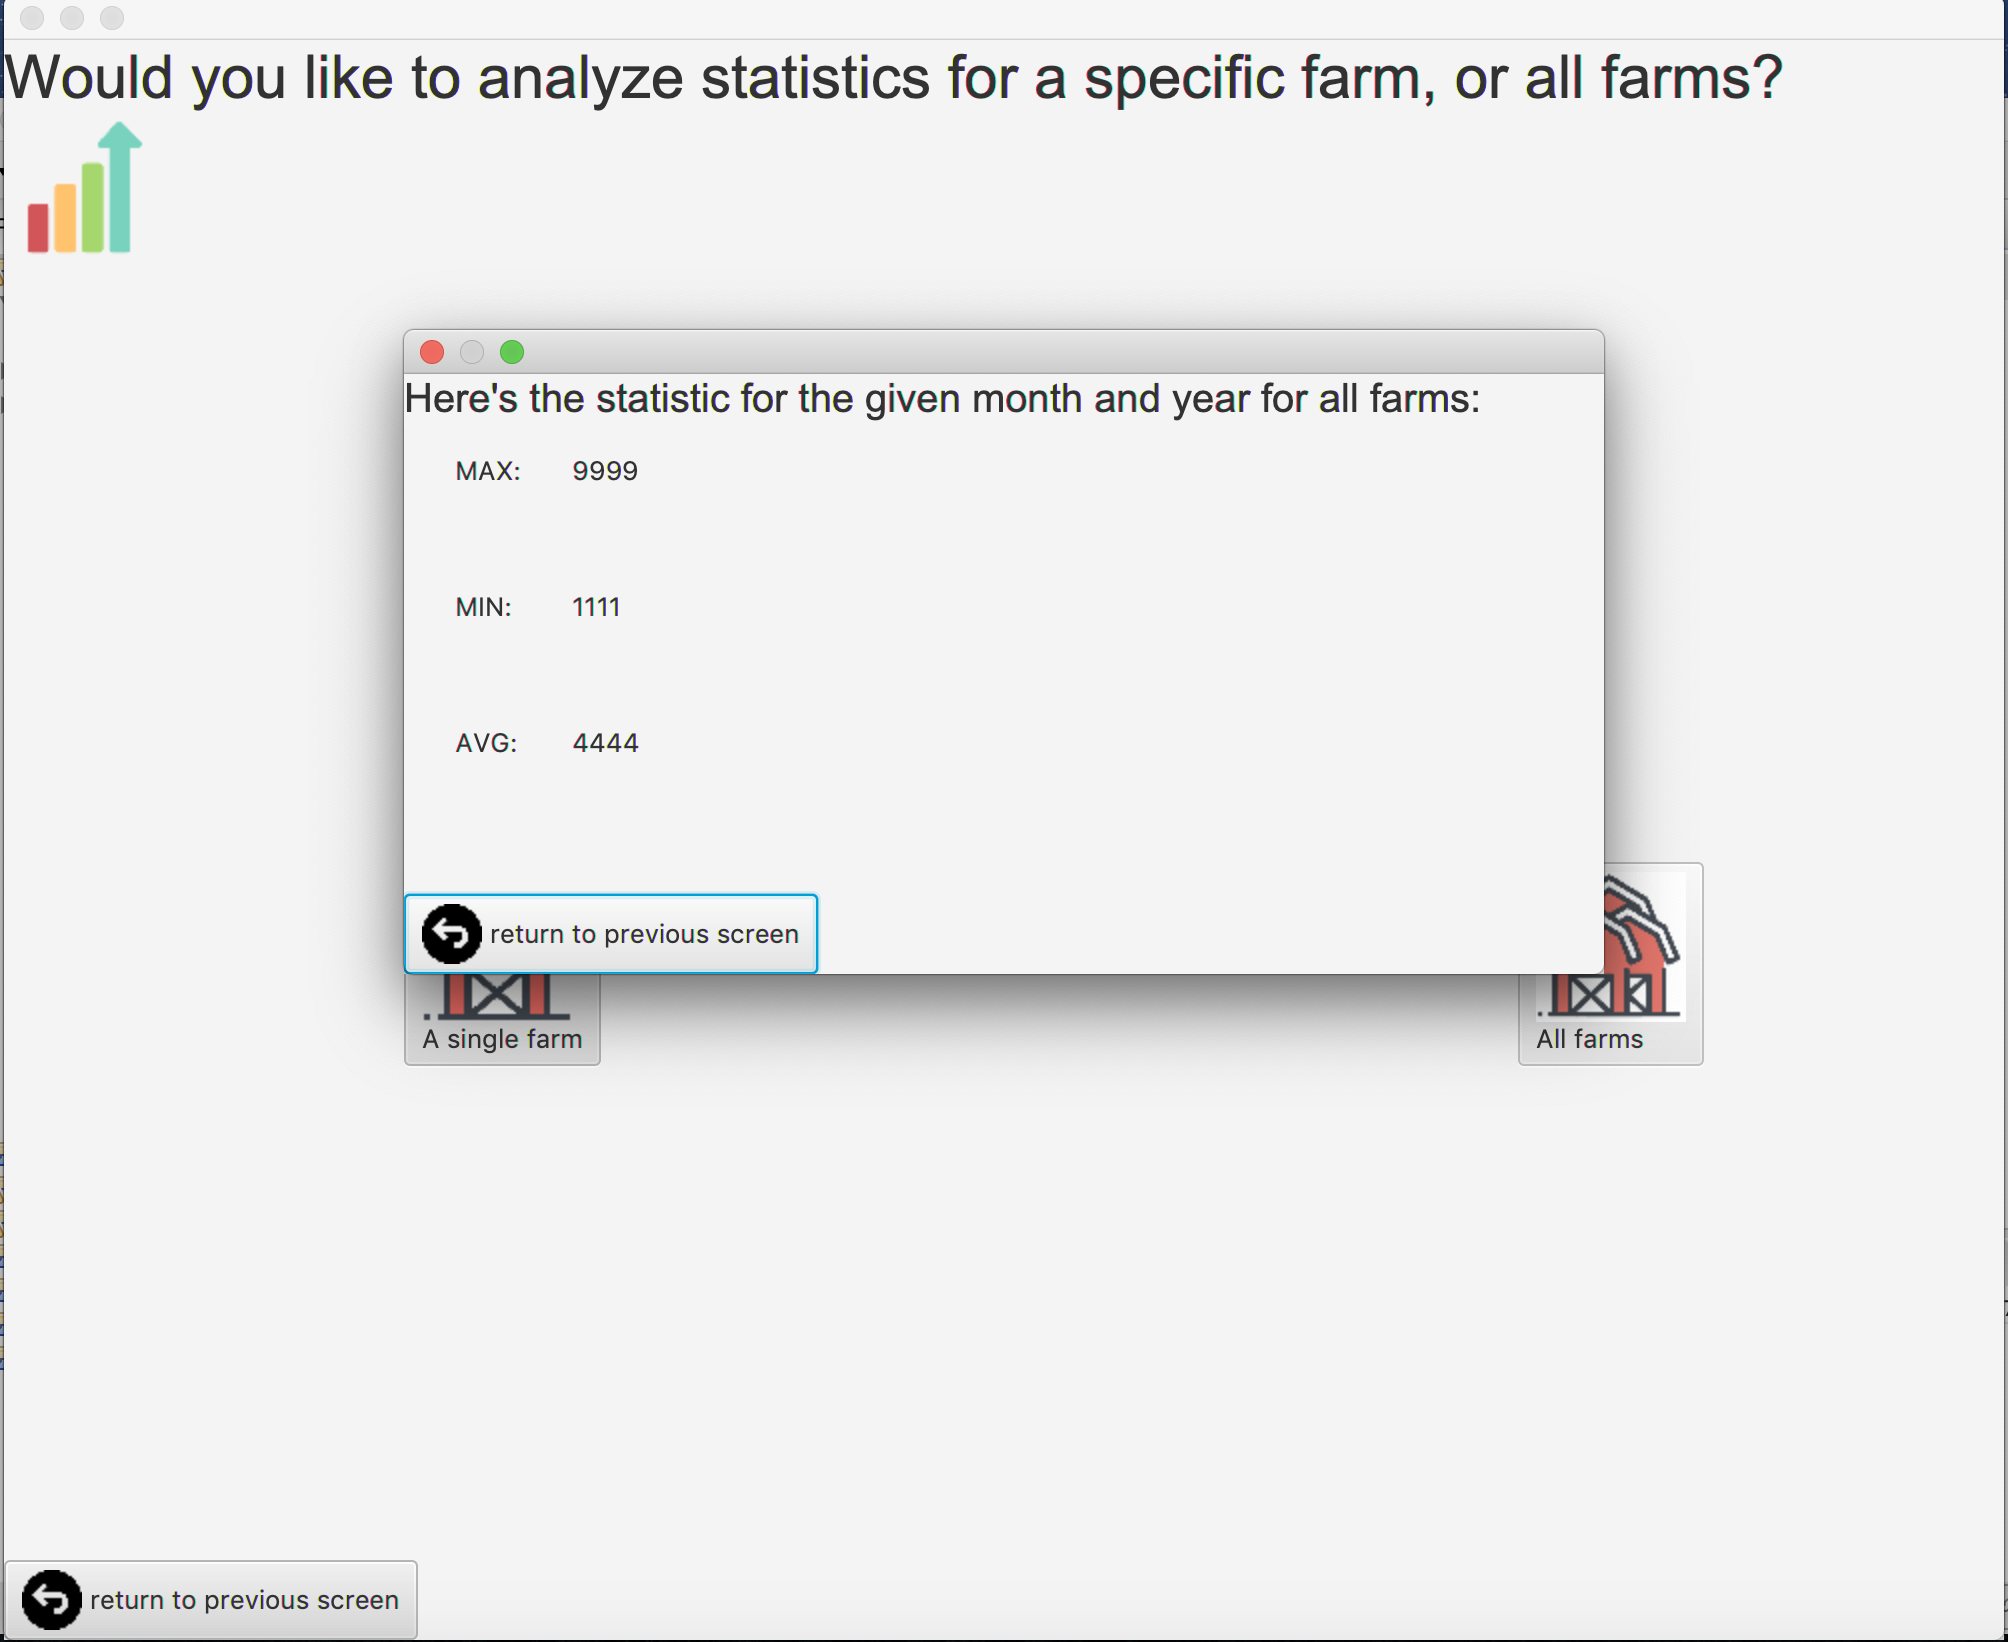 Would you like to analyze statistics for a specific farm, or all farms?
Here's the statistic for the given month and year for all farms:
MAX: 9999
MIN: 1111
AVG: 4444
return to previous screen
A single farm
All farms
return to previous screen